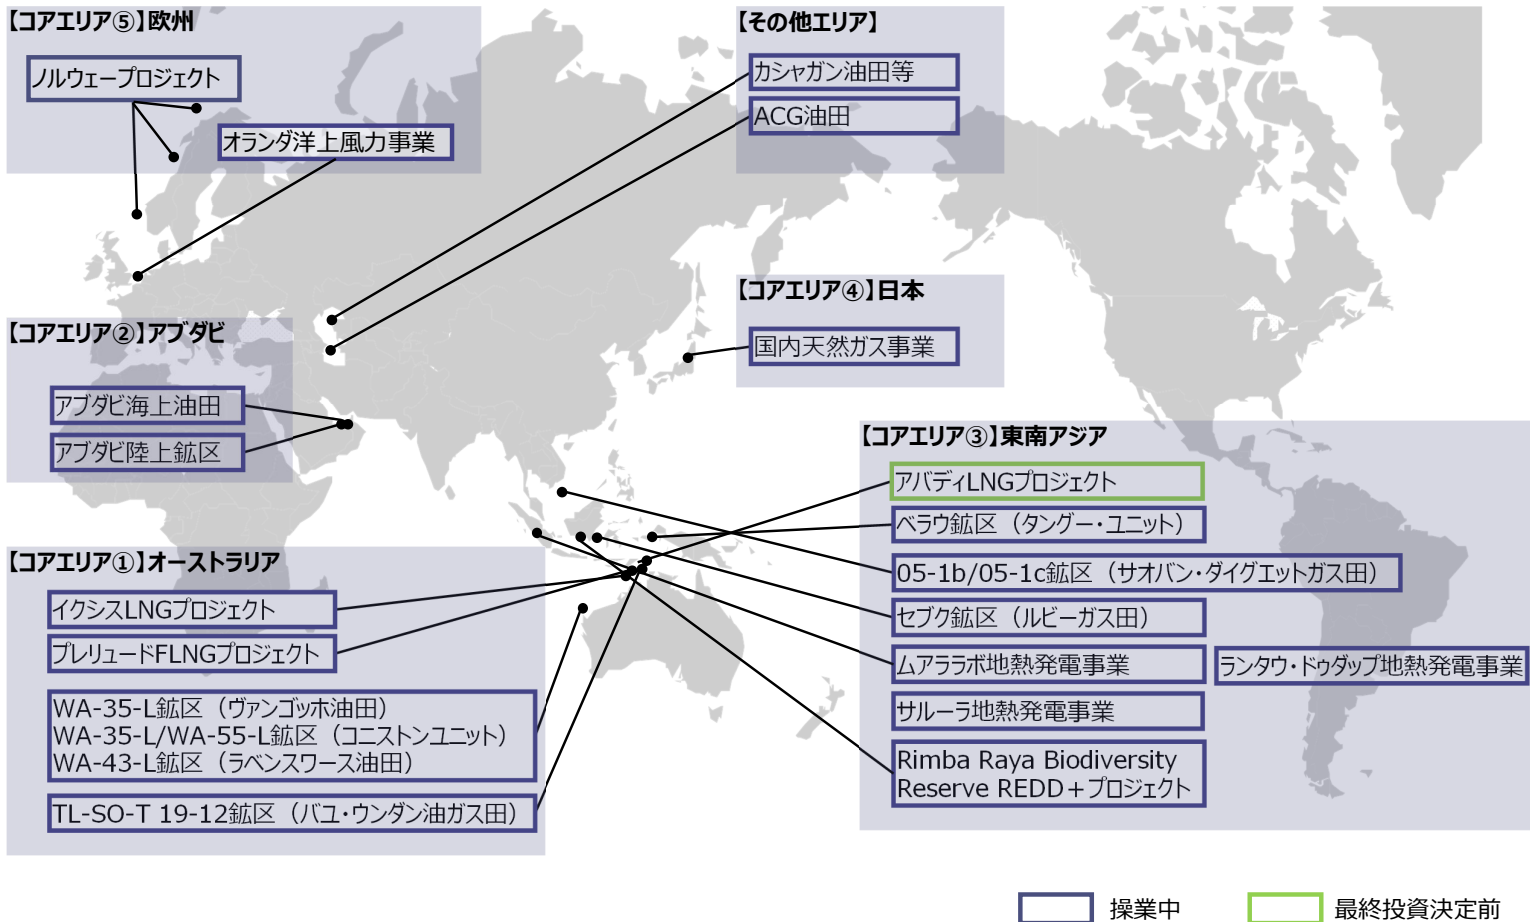 【コアエリア⑤】欧州
ノルウェープロジェクト
オランダ洋上風力事業
【その他エリア】
カシャガン油田等
ACG油田
【コアエリア②】アブダビ
アブダビ海上油田
アブダビ陸上鉱区
【コアエリア④】日本
国内天然ガス事業
【コアエリア①】オーストラリア
イクシスLNGプロジェクト
プレリュードFLNGプロジェクト
WA-35-L鉱区（ヴァンゴッホ油田）
WA-35-L/WA-55-L鉱区（コニストンユニット）
WA-43-L鉱区（ラベンスワース油田）
TL-SO-T 19-12鉱区（バユ・ウンダン油ガス田）
【コアエリア③】東南アジア
アバディLNGプロジェクト
ベラウ鉱区（タングー・ユニット）
05-1b/05-1c鉱区（サオバン・ダイグエットガス田）
セブク鉱区（ルビーガス田）
ムアララボ地熱発電事業
ランタウ・ドゥダップ地熱発電事業
サルーラ地熱発電事業
Rimba Raya Biodiversity
Reserve REDD＋プロジェクト
操業中
最終投資決定前